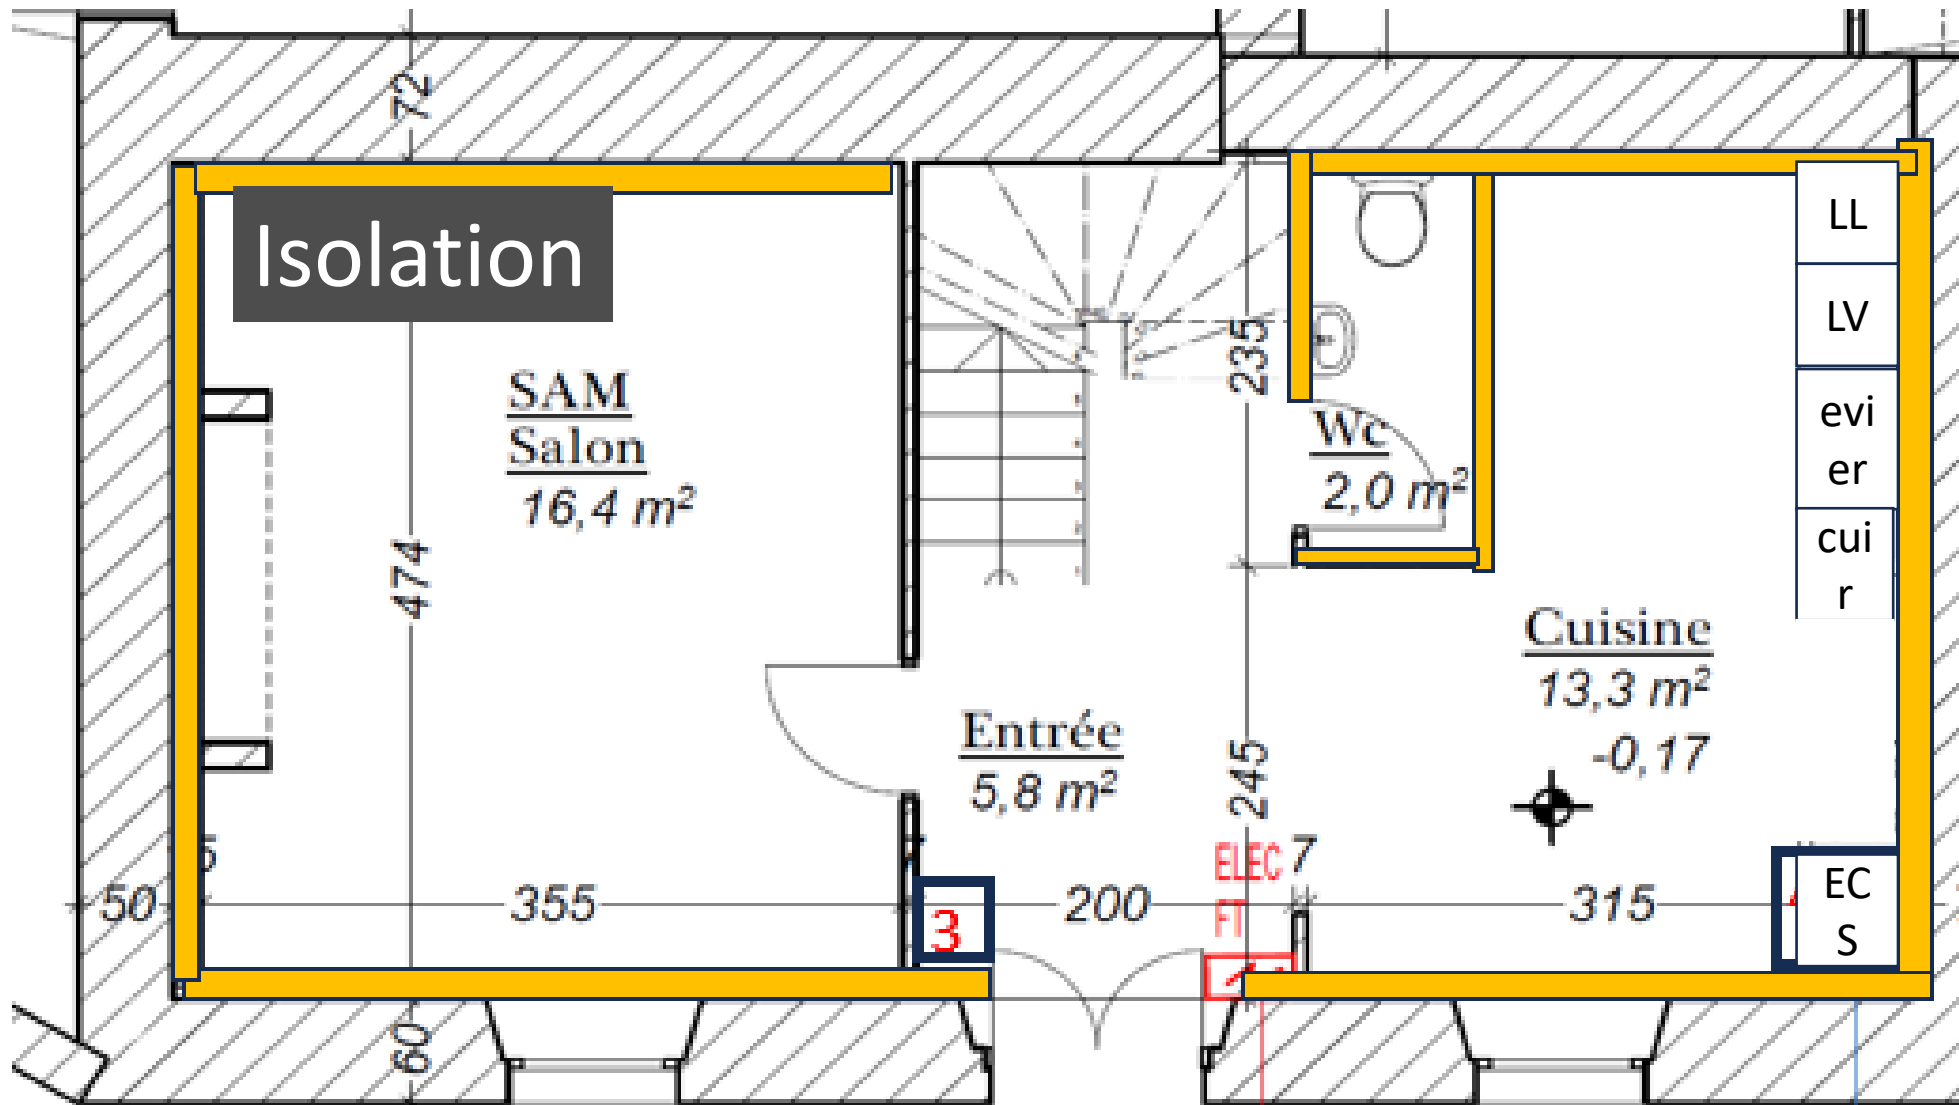 72
Isolation
LL
LV
evi
er
cui
r
SAM
Salon
16,4 m²
474
235
Wc
2,0 m²
Cuisine
13,3 m²
-0,17
Entrée
5,8 m²
245
ELEC
FT
7
50
355
3
200
315
EC
S
60